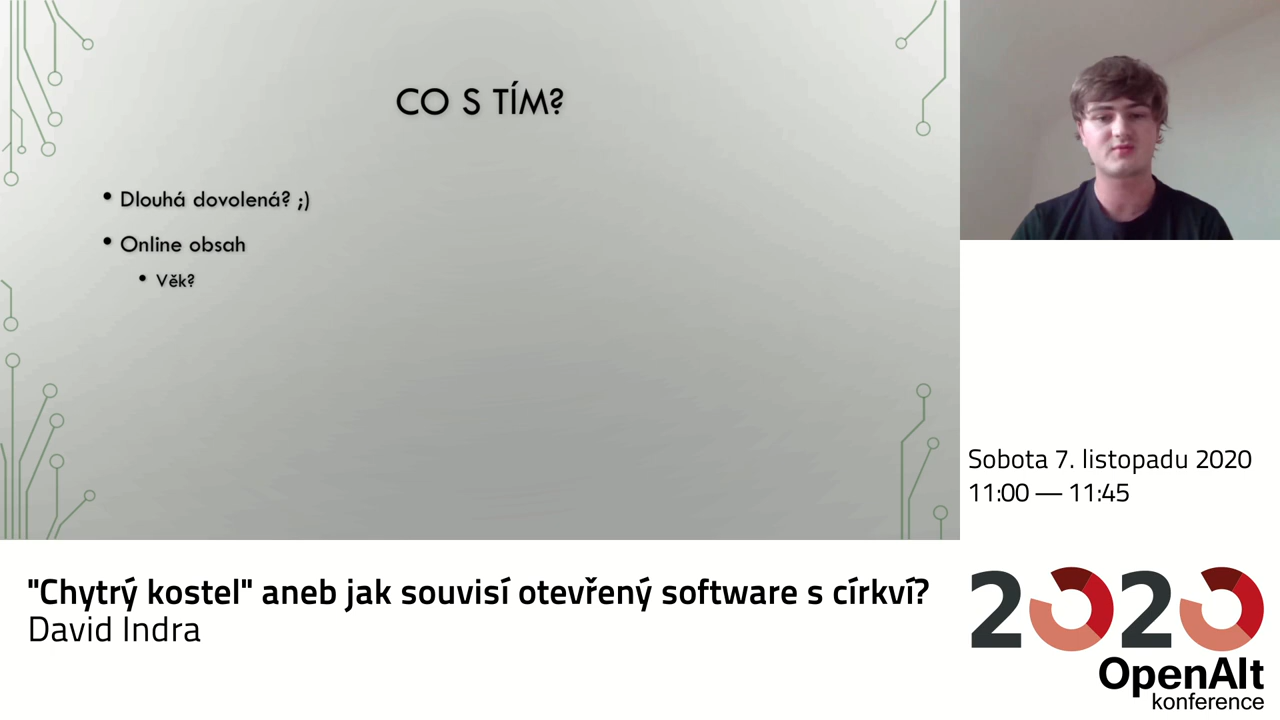 CO S TÍM?
• Dlouhá dovolená? ;)
• Online obsah
• Věk?
Sobota 7. listopadu 2020
11:00 — 11:45
"Chytrý kostel" aneb jak souvisí otevřený software s církví?
David Indra
2020
OpenAlt
konference